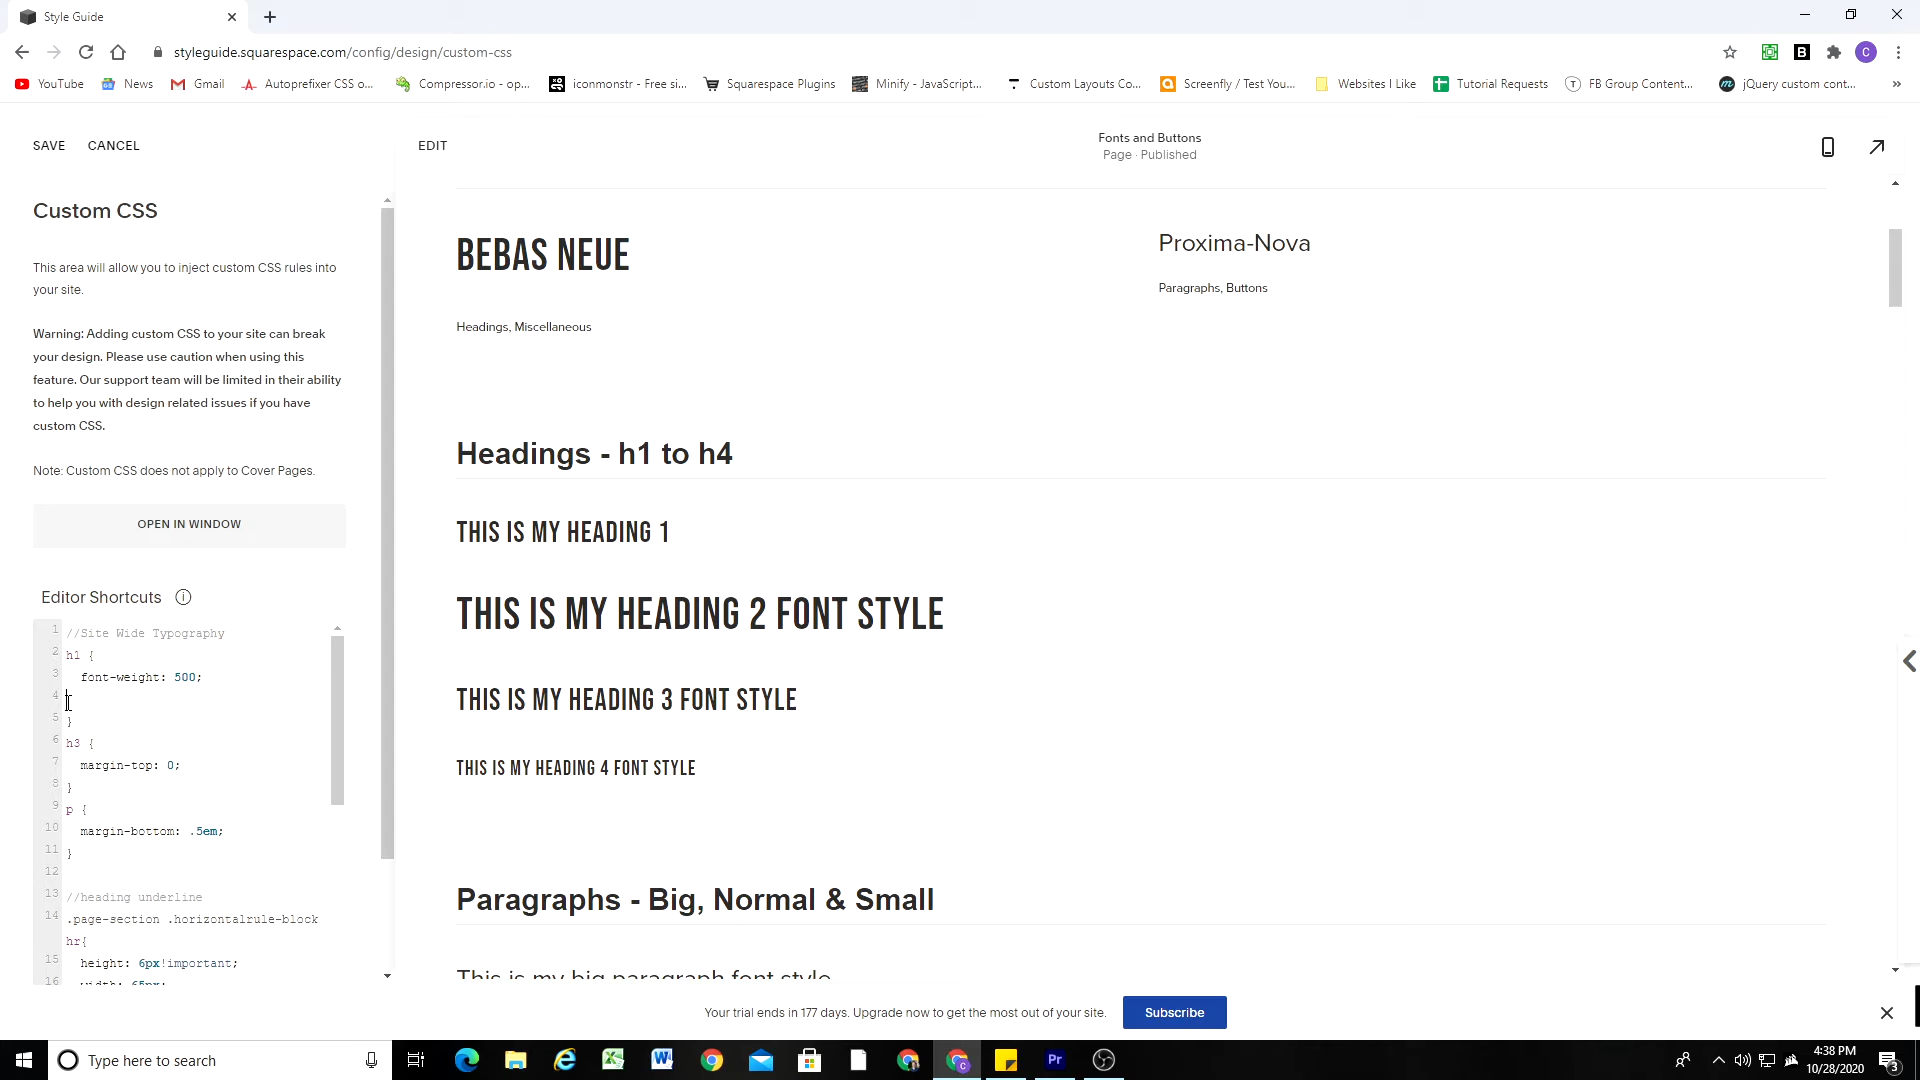 Style Guide
styleguide.squarespace.com/config/design/custom-css
YouTube News Gmail Autoprefixer CSS o... Compressor.io - op... iconmonstr - Free si... Squarespace Plugins Minify - JavaScript... Custom Layouts Co... Screenfly / Test You... Websites I Like Tutorial Requests FB Group Content... jQuery custom cont... »
SAVE CANCEL EDIT
Fonts and Buttons
Page · Published
Custom CSS
This area will allow you to inject custom CSS rules into
your site.
Warning: Adding custom CSS to your site can break
your design. Please use caution when using this
feature. Our support team will be limited in their ability
to help you with design related issues if you have
custom CSS.
Note: Custom CSS does not apply to Cover Pages.
OPEN IN WINDOW
Editor Shortcuts
1 //Site Wide Typography
2 h1 {
3 font-weight: 500;
4
5 }
6 h3 {
7 margin-top: 0;
8 }
9 p {
10 margin-bottom: .5em;
11 }
12
13 //heading underline
14 .page-section .horizontalrule-block
hr{
15 height: 6px!important;
16 width: 65px;
BEBAS NEUE
Headings, Miscellaneous
Proxima-Nova
Paragraphs, Buttons
Headings - h1 to h4
THIS IS MY HEADING 1
THIS IS MY HEADING 2 FONT STYLE
THIS IS MY HEADING 3 FONT STYLE
THIS IS MY HEADING 4 FONT STYLE
Paragraphs - Big, Normal & Small
This is my big paragraph font style
Your trial ends in 177 days. Upgrade now to get the most out of your site. Subscribe
Type here to search
4:38 PM
10/28/2020
3